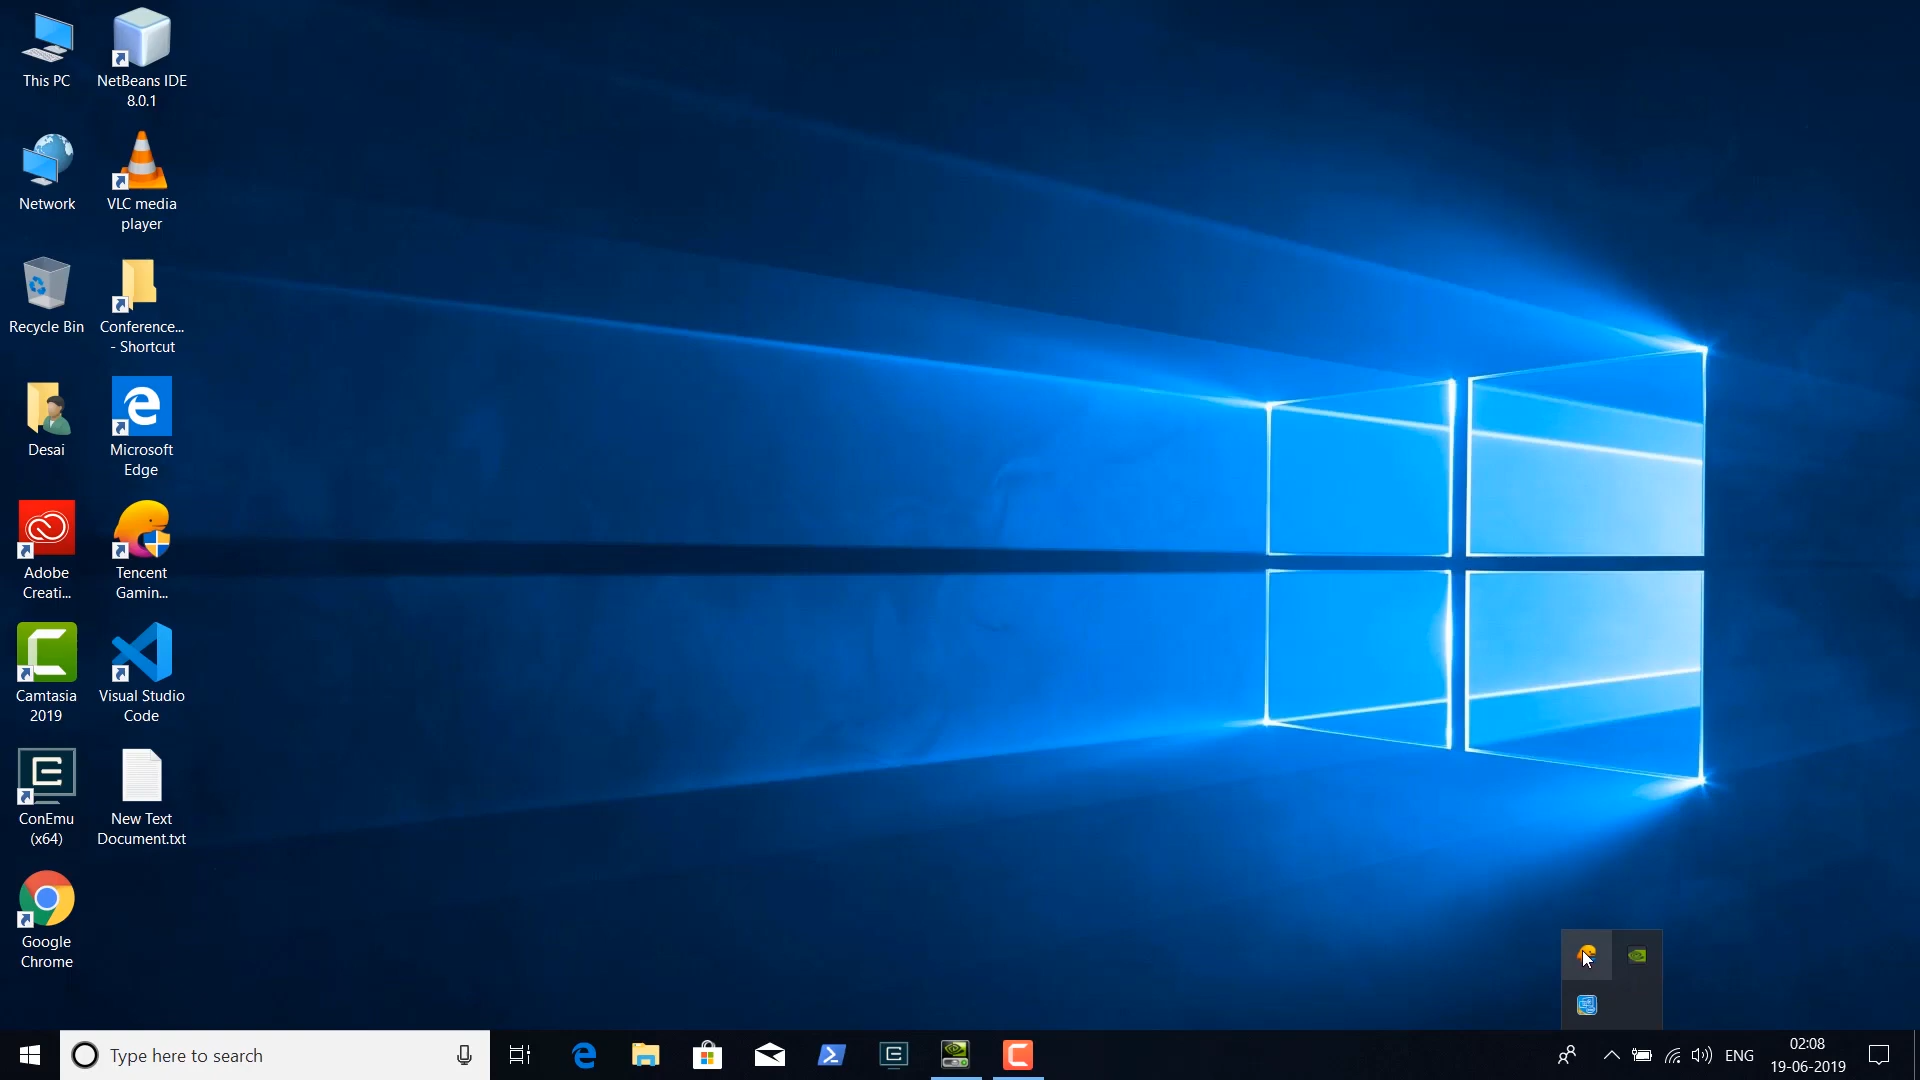 This PC
NetBeans IDE
8.0.1
Network
VLC media
player
Recycle Bin
Conference...
- Shortcut
Desai
Microsoft
Edge
Adobe
Creati...
Tencent
Gamin...
Camtasia
2019
Visual Studio
Code
ConEmu
(x64)
New Text
Document.txt
Google
Chrome
Type here to search
ENG
02:08
19-06-2019